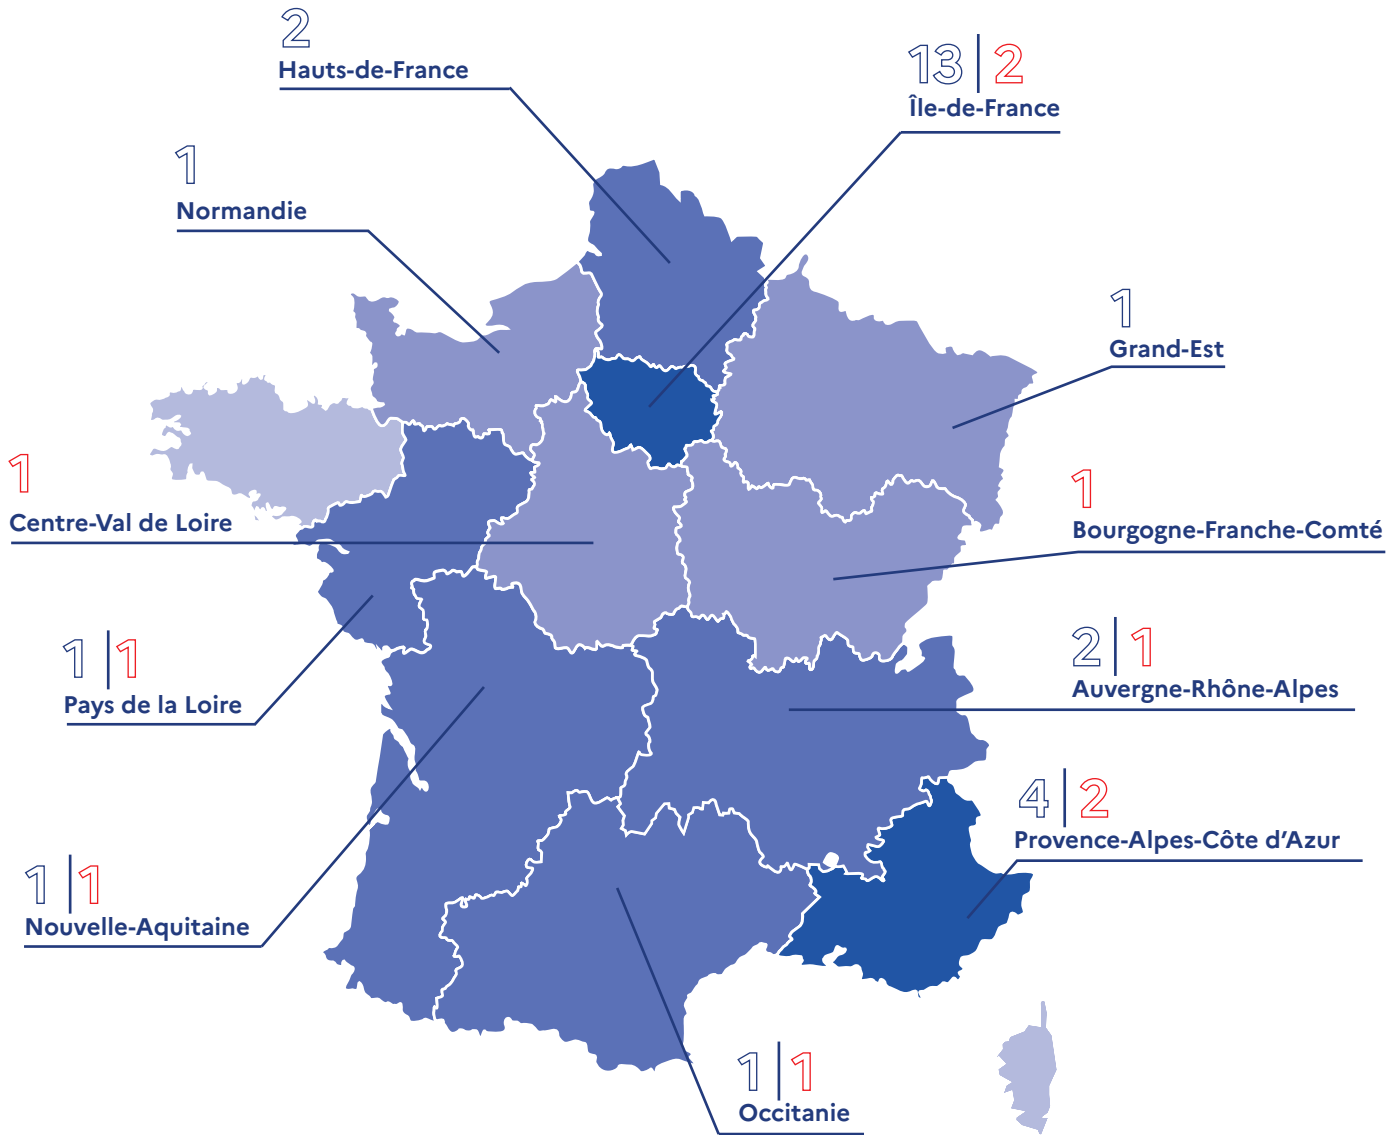 2
Hauts-de-France
13 | 2
Île-de-France
1
Normandie
1
Grand-Est
1
Centre-Val de Loire
1
Bourgogne-Franche-Comté
1 | 1
Pays de la Loire
2 | 1
Auvergne-Rhône-Alpes
4 | 2
Provence-Alpes-Côte d’Azur
1 | 1
Nouvelle-Aquitaine
1 | 1
Occitanie